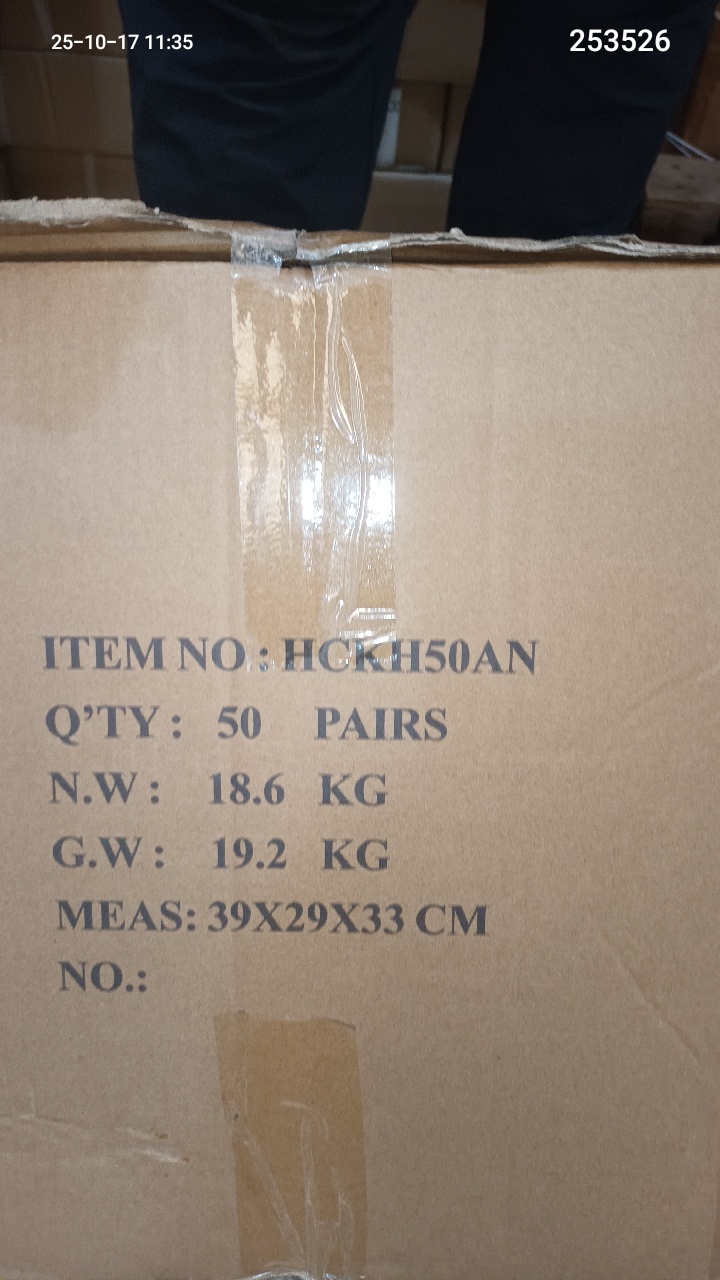 25-10-17 11:35
253526
ITEM NO : HCKH50AN
Q'TY : 50 PAIRS
N.W : 18.6 KG
G.W : 19.2 KG
MEAS: 39X29X33 CM
NO.: